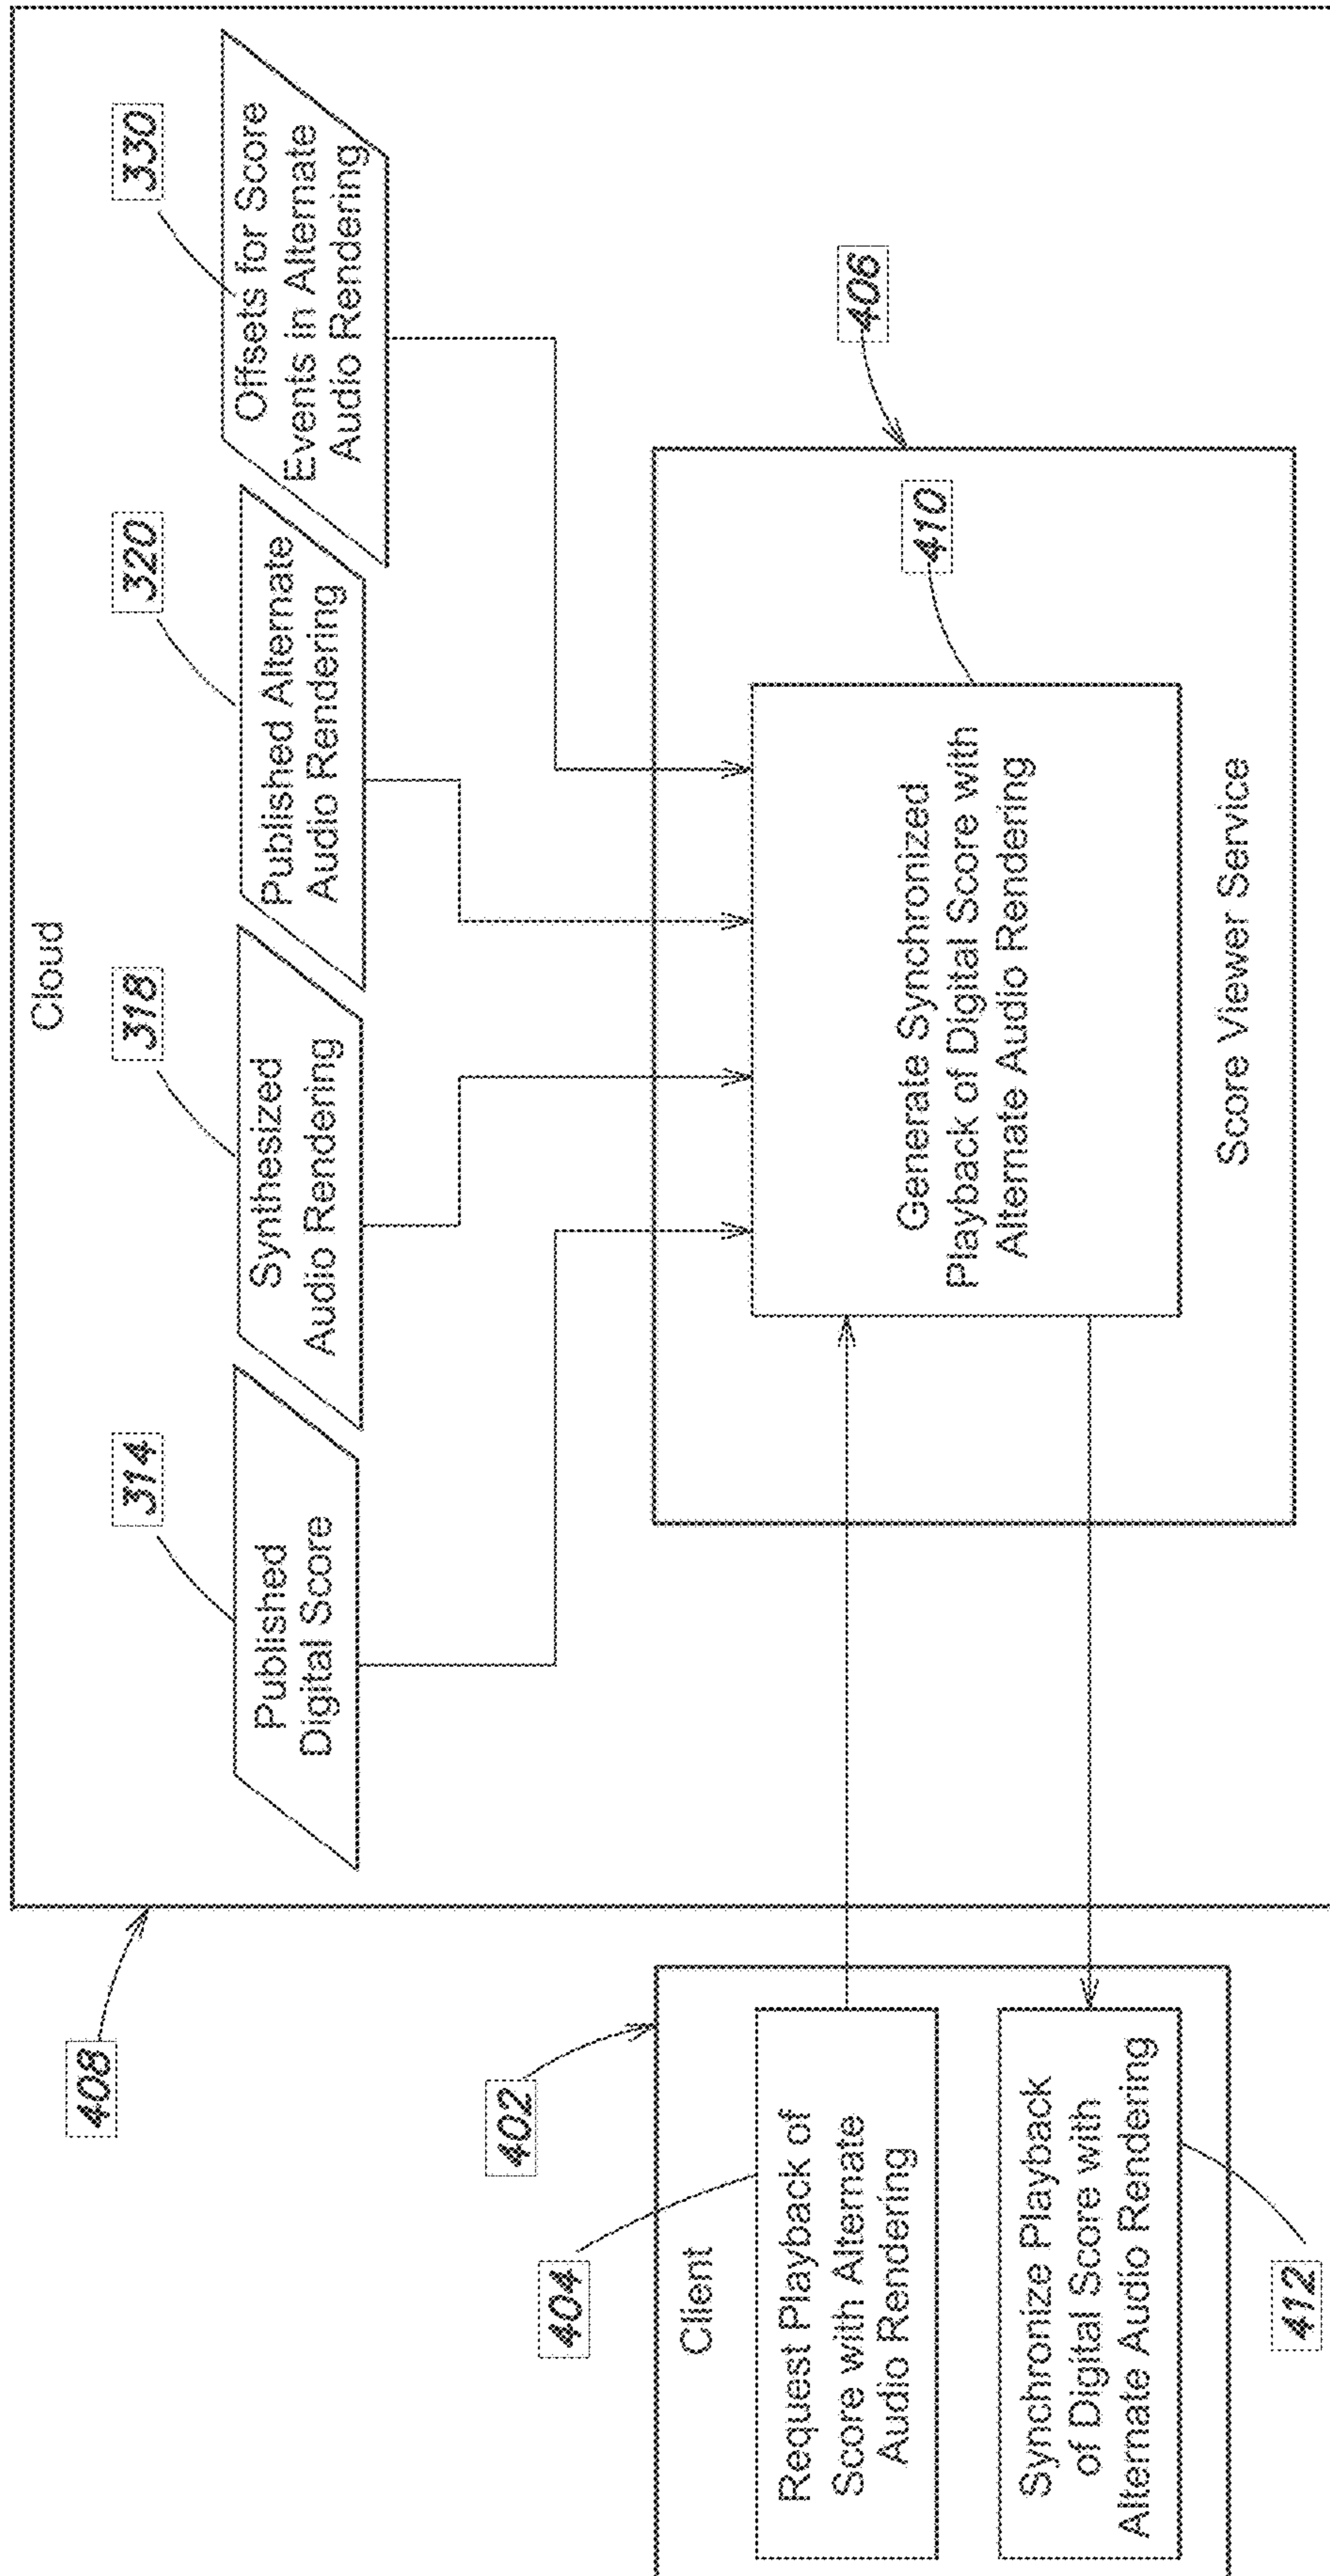 Cloud
408
314
318
320
330
Published
Digital Score
Synthesized
Audio Rendering
Published Alternate
Audio Rendering
Offsets for Score
Events in Alternate
Audio Rendering
402
404
Client
Request Playback of
Score with Alternate
Audio Rendering
Synchronize Playback
of Digital Score with
Alternate Audio Rendering
412
406
410
Generate Synchronized
Playback of Digital Score with
Alternate Audio Rendering
Score Viewer Service